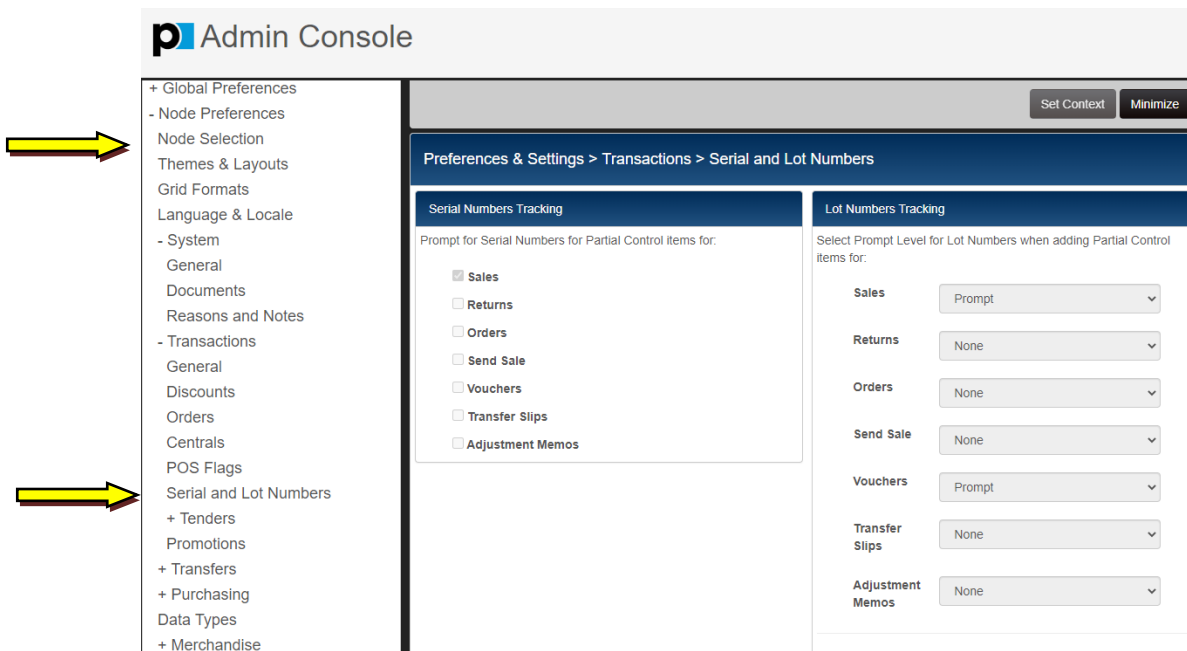 p Admin Console
+ Global Preferences
- Node Preferences
Node Selection
Themes & Layouts
Grid Formats
Language & Locale
- System
General
Documents
Reasons and Notes
- Transactions
General
Discounts
Orders
Centrals
POS Flags
Serial and Lot Numbers
+ Tenders
Promotions
+ Transfers
+ Purchasing
Data Types
+ Merchandise
Set Context Minimize
Preferences & Settings > Transactions > Serial and Lot Numbers
Serial Numbers Tracking
Prompt for Serial Numbers for Partial Control items for:
Sales
Returns
Orders
Send Sale
Vouchers
Transfer Slips
Adjustment Memos
Lot Numbers Tracking
Select Prompt Level for Lot Numbers when adding Partial Control
items for:
Sales Prompt
Returns None
Orders None
Send Sale None
Vouchers Prompt
Transfer
Slips None
Adjustment
Memos None